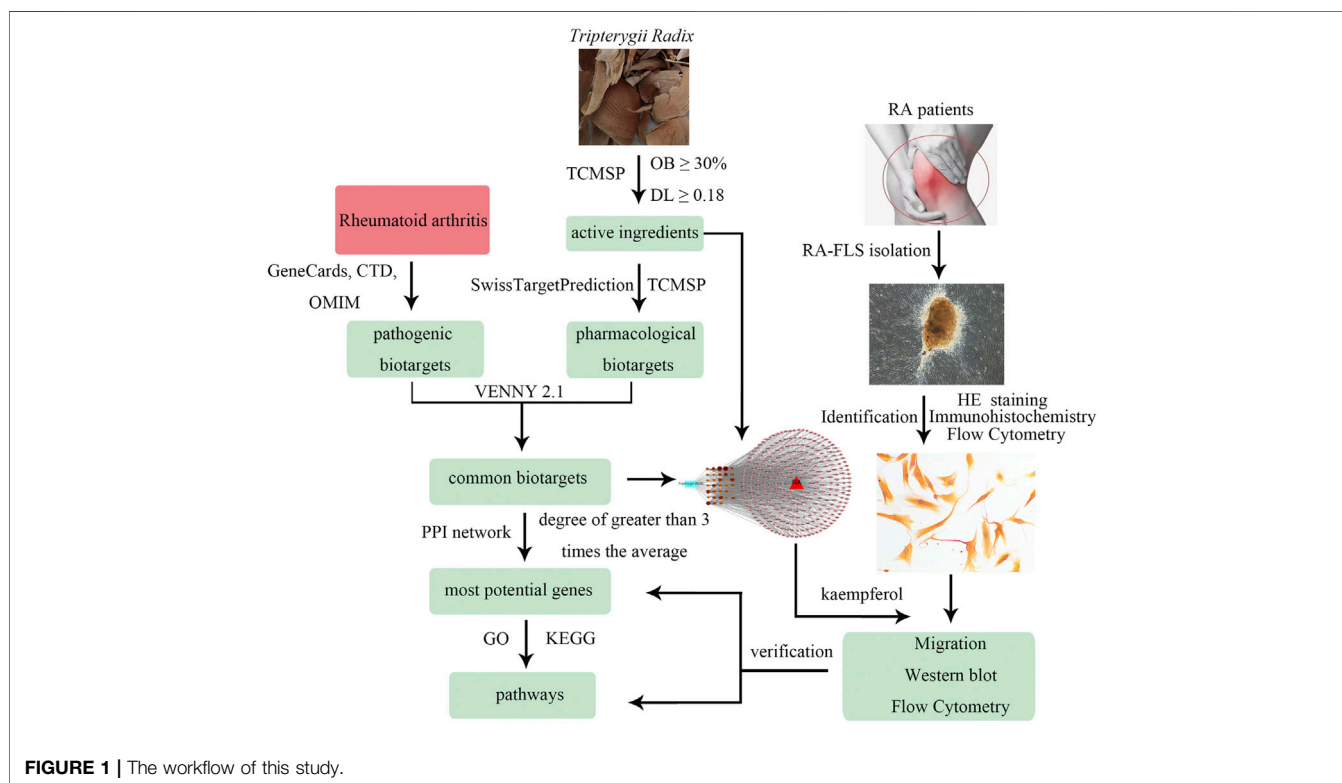 Tripterygii Radix
TCMSP
OB ≥ 30%
DL ≥ 0.18
RA patients
Rheumatoid arthritis
active ingredients
RA-FLS isolation
GeneCards, CTD,
OMIM
SwissTargetPrediction
TCMSP
pathogenic
biotargets
pharmacological
biotargets
VENNY 2.1
Identification
HE staining
Immunohistochemistry
Flow Cytometry
common biotargets
PPI network
degree of greater than 3
times the average
kaempferol
most potential genes
GO
KEGG
verification
Migration
Western blot
Flow Cytometry
pathways
FIGURE 1 | The workflow of this study.